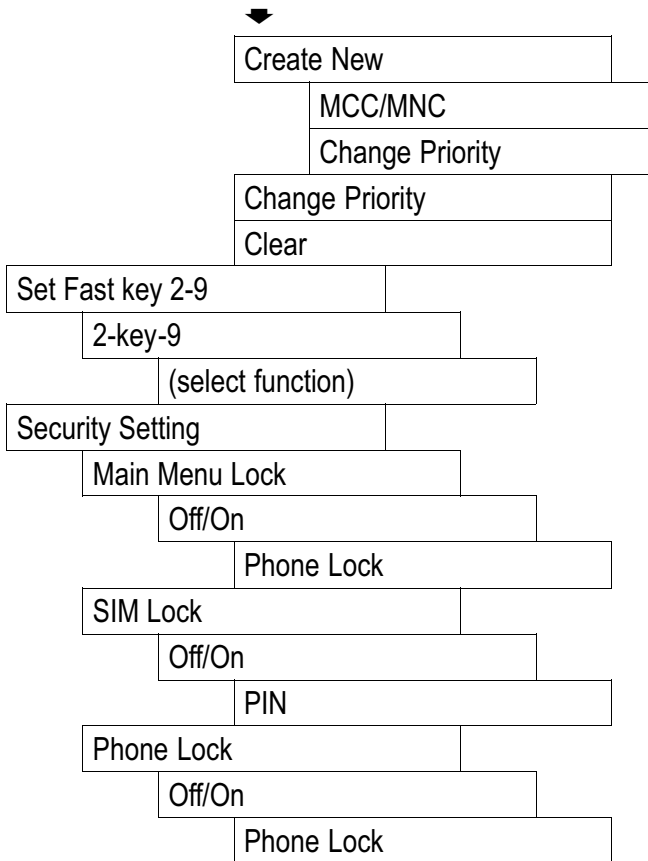 Create New
MCC/MNC
Change Priority
Change Priority
Clear
Set Fast key 2-9
2-key-9
(select function)
Security Setting
Main Menu Lock
Off/On
Phone Lock
SIM Lock
Off/On
PIN
Phone Lock
Off/On
Phone Lock